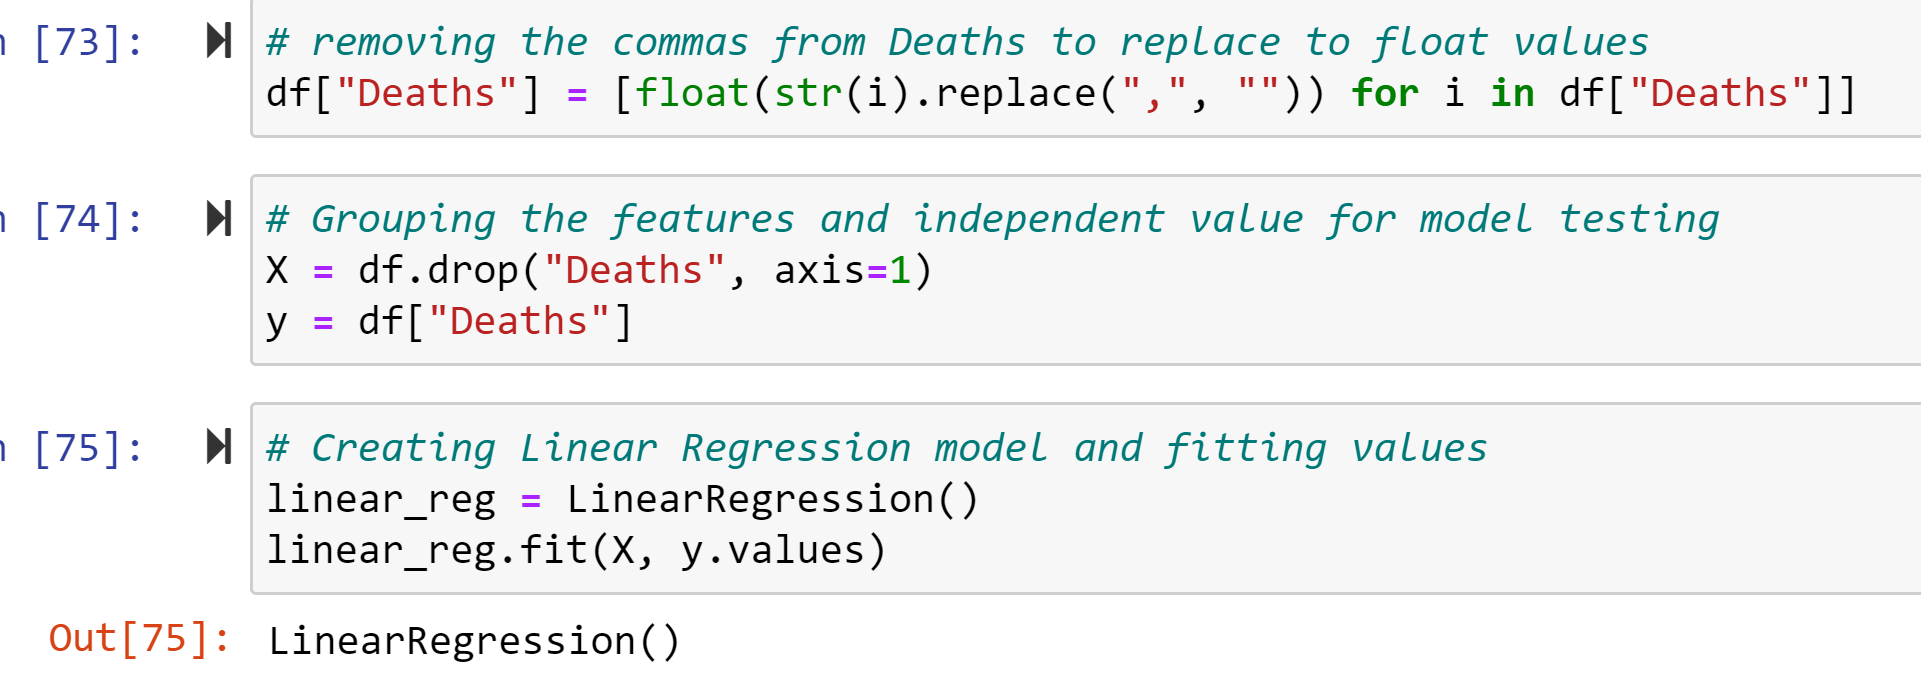 n [73]:
# removing the commas from Deaths to replace to float values
df["Deaths"] = [float(str(i).replace(",", "")) for i in df["Deaths"]]
n [74]:
# Grouping the features and independent value for model testing
X = df.drop("Deaths", axis=1)
y = df["Deaths"]
n [75]:
# Creating Linear Regression model and fitting values
linear_reg = LinearRegression()
linear_reg.fit(X, y.values)
Out[75]: LinearRegression()